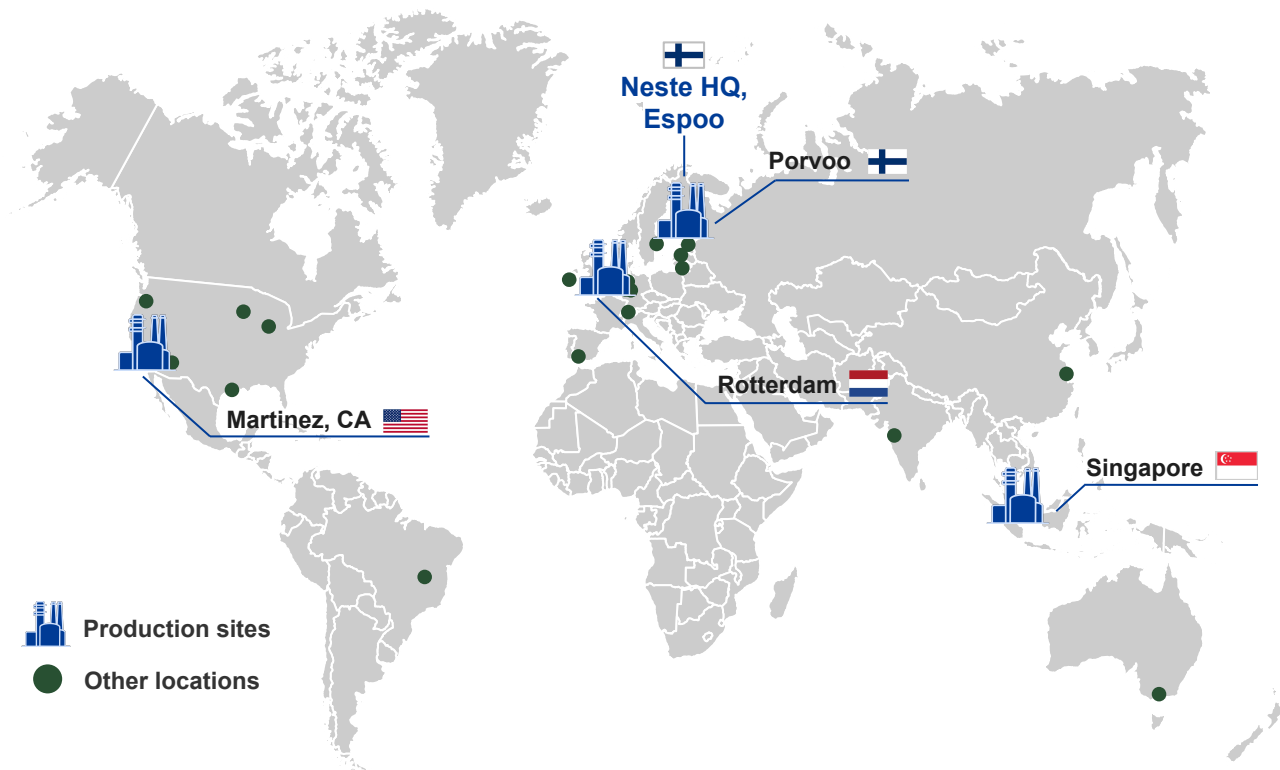 Neste HQ,
Espoo
Porvoo
Rotterdam
Martinez, CA
Singapore
Production sites
Other locations